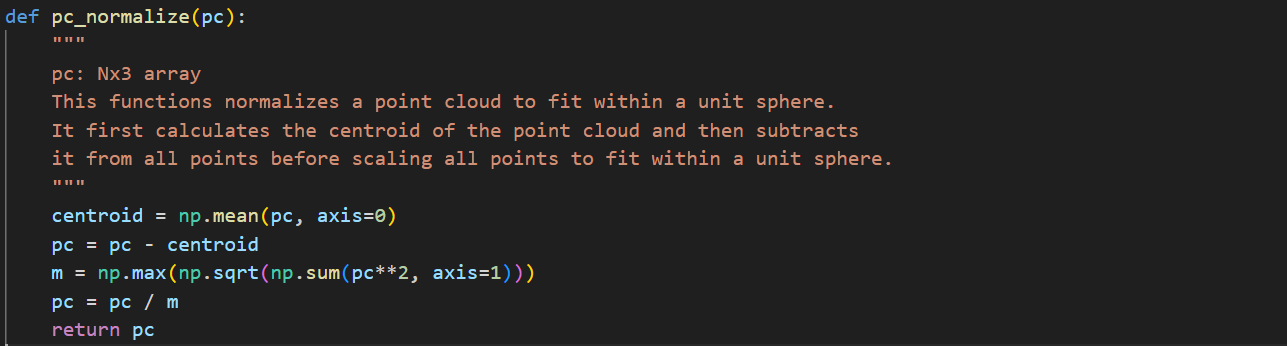 def pc_normalize(pc):
    """
    pc: Nx3 array
    This functions normalizes a point cloud to fit within a unit sphere.
    It first calculates the centroid of the point cloud and then subtracts
    it from all points before scaling all points to fit within a unit sphere.
    """
    centroid = np.mean(pc, axis=0)
    pc = pc - centroid
    m = np.max(np.sqrt(np.sum(pc**2, axis=1)))
    pc = pc / m
    return pc